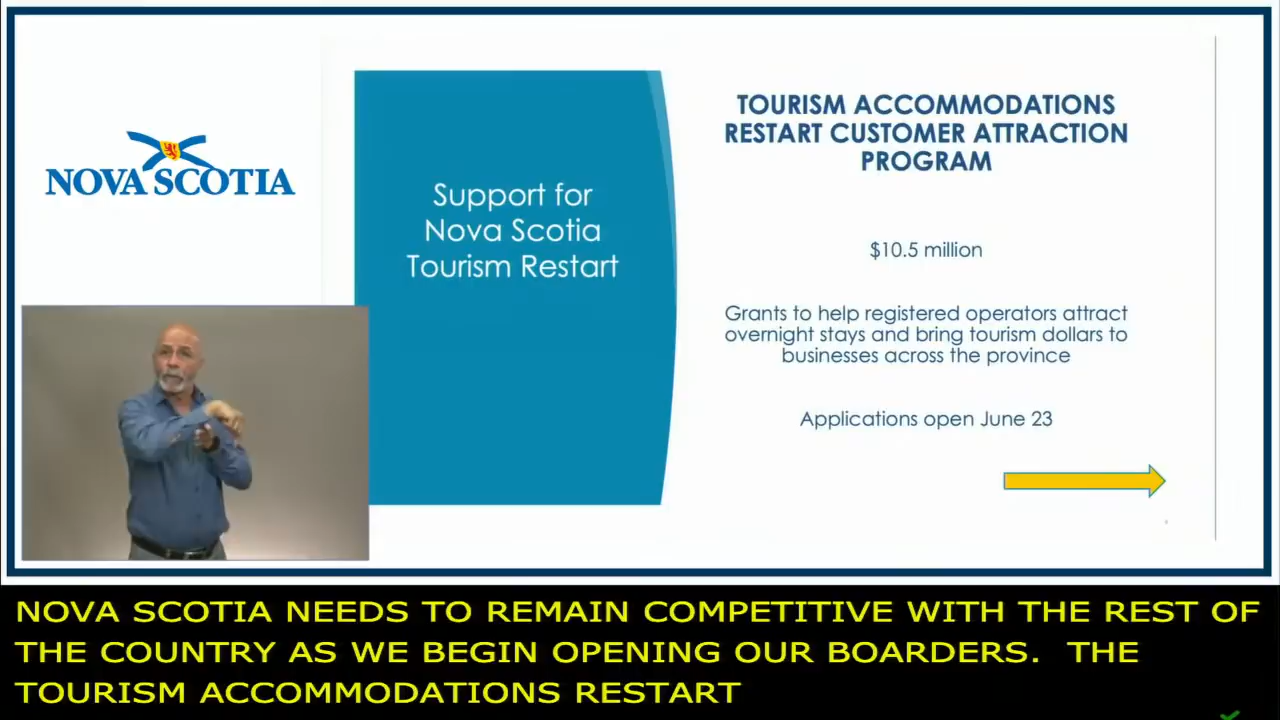 NOVA SCOTIA
Support for
Nova Scotia
Tourism Restart
TOURISM ACCOMMODATIONS
RESTART CUSTOMER ATTRACTION
PROGRAM
$10.5 million
Grants to help registered operators attract
overnight stays and bring tourism dollars to
businesses across the province
Applications open June 23
NOVA SCOTIA NEEDS TO REMAIN COMPETITIVE WITH THE REST OF
THE COUNTRY AS WE BEGIN OPENING OUR BOARDERS.  THE
TOURISM ACCOMMODATIONS RESTART